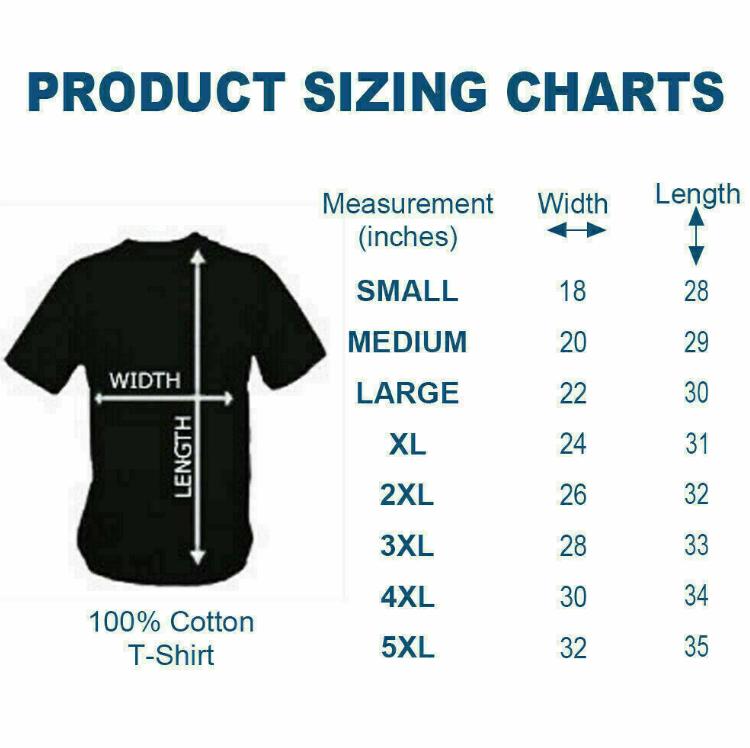 PRODUCT SIZING CHARTS
Measurement Width Length
(inches)
SMALL 18 28
MEDIUM 20 29
LARGE 22 30
XL 24 31
2XL 26 32
3XL 28 33
4XL 30 34
5XL 32 35
WIDTH
LENGTH
100% Cotton
T-Shirt